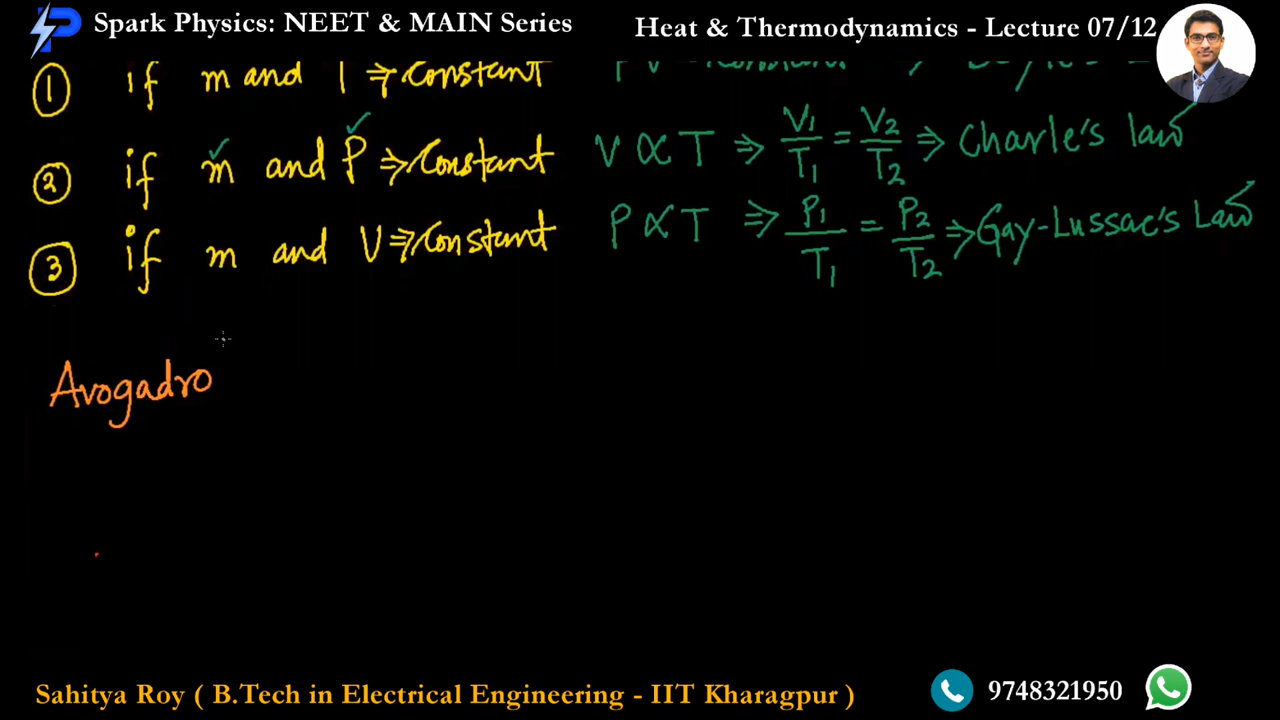 Spark Physics: NEET & MAIN Series
Heat & Thermodynamics - Lecture 07/12
① if m and T ⇒ Constant
② if m and P ⇒ Constant V ∝ T ⇒ V₁/T₁ = V₂/T₂ ⇒ Charle's law
③ if m and V ⇒ Constant P ∝ T ⇒ P₁/T₁ = P₂/T₂ ⇒ Gay-Lussac's Law
Avogadro
Sahitya Roy ( B.Tech in Electrical Engineering - IIT Kharagpur )
9748321950